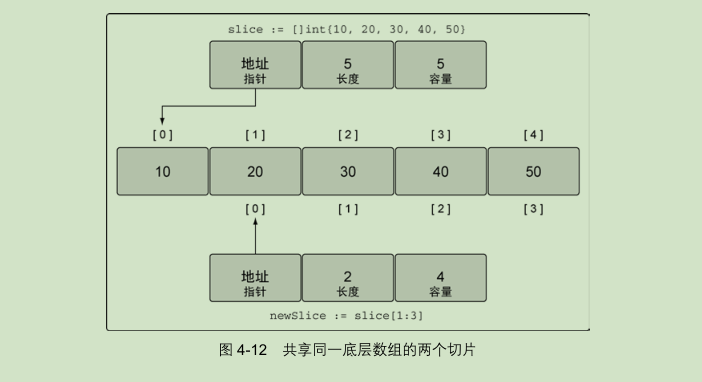 slice := []int{10, 20, 30, 40, 50}
地址 5 5
指针 长度 容量
[0] [1] [2] [3] [4]
10 20 30 40 50
[0] [1] [2] [3]
地址 2 4
指针 长度 容量
newSlice := slice[1:3]
图 4-12 共享同一底层数组的两个切片